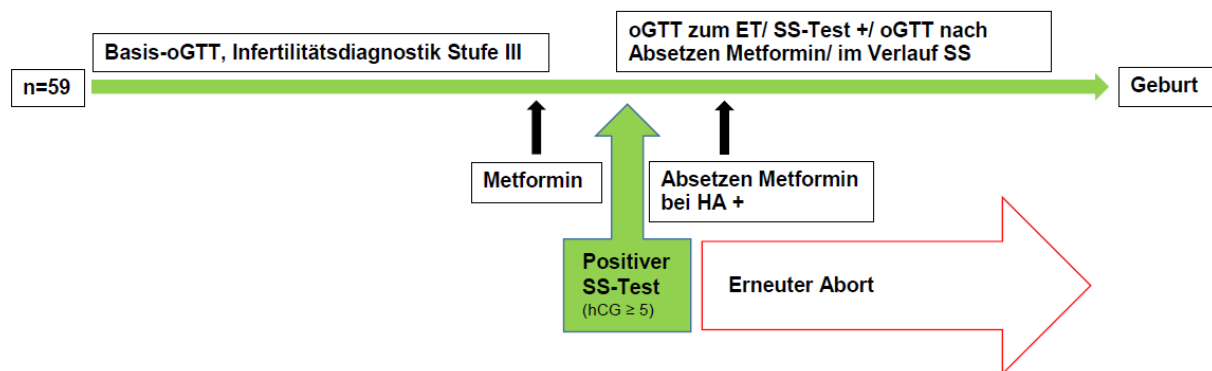 Basis-oGTT, Infertilitätsdiagnostik Stufe III
oGTT zum ET/ SS-Test +/ oGTT nach
Absetzen Metformin/ im Verlauf SS
n=59
Geburt
Metformin
Absetzen Metformin
bei HA +
Positiver
SS-Test
(hCG ≥ 5)
Erneuter Abort